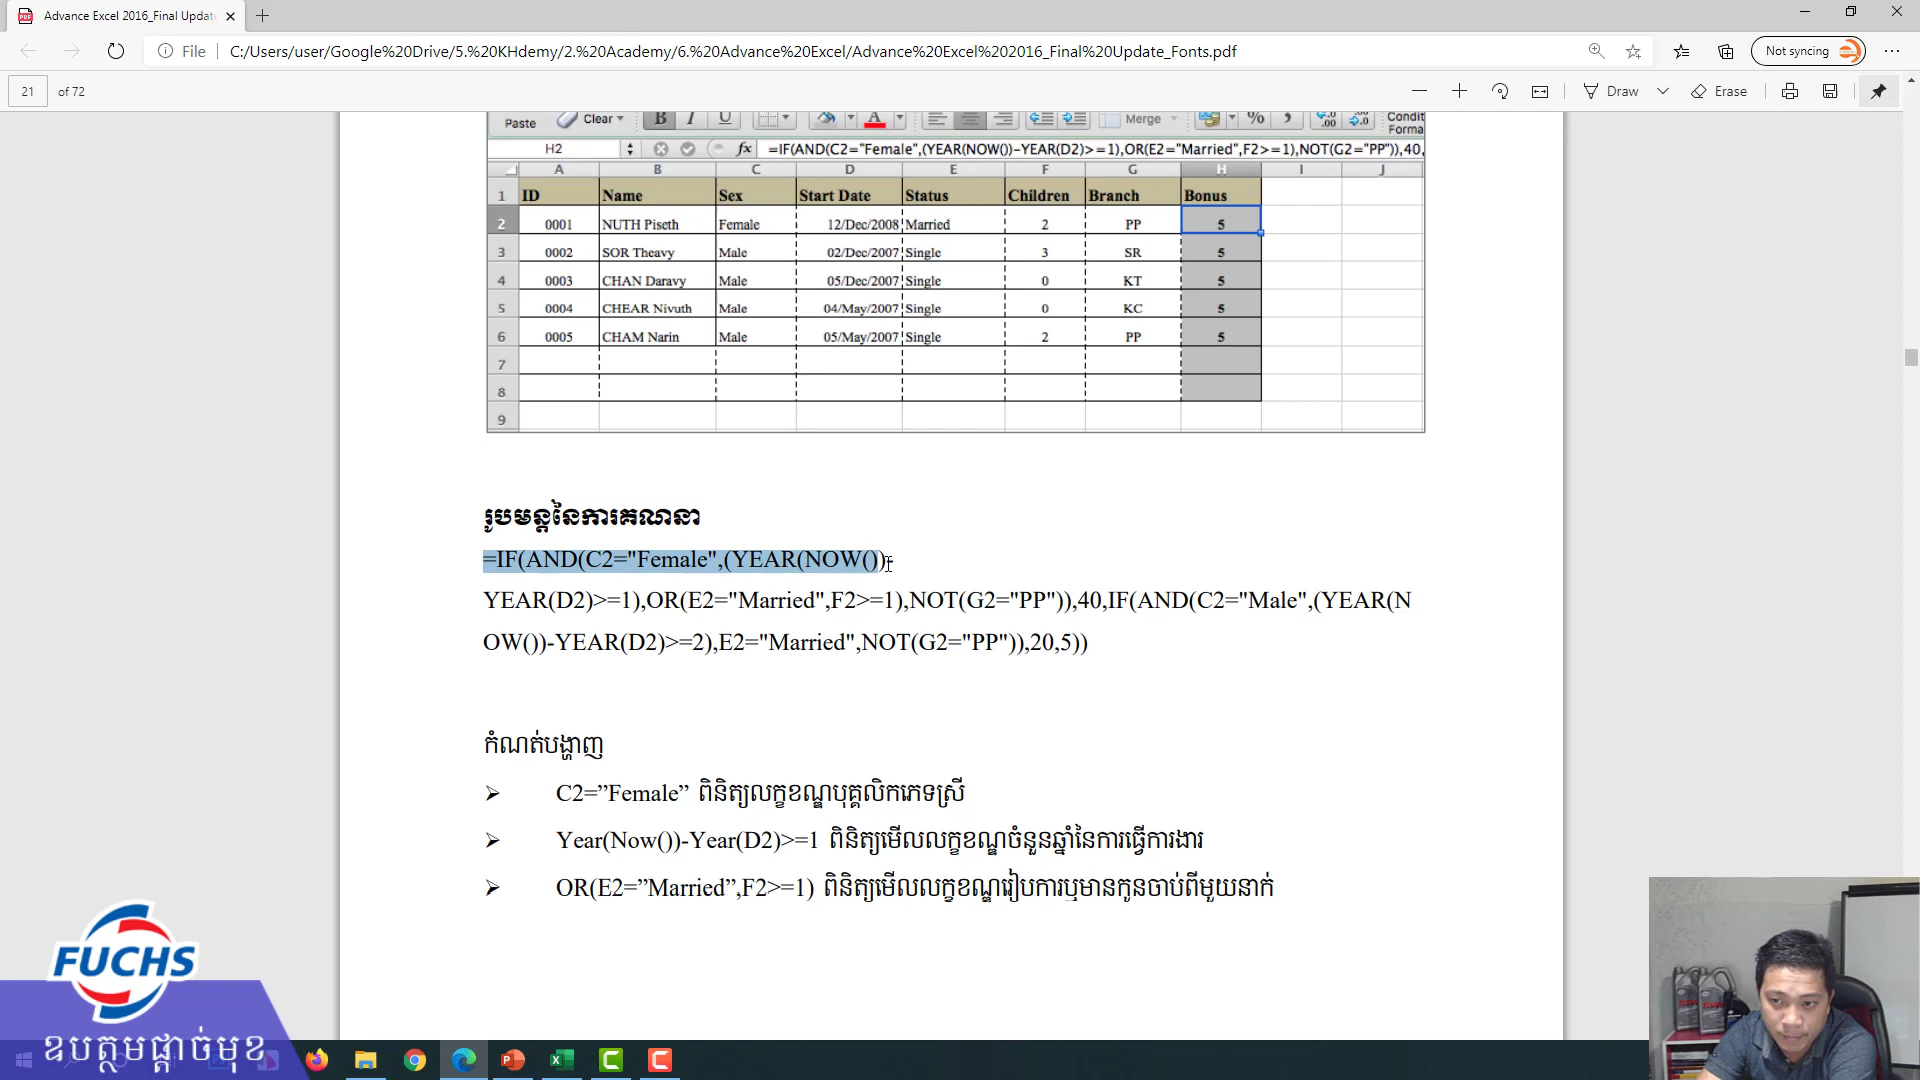 Advance Excel 2016_Final Updat
File C:/Users/user/Google%20Drive/5.%20KHdemy/2.%20Academy/6.%20Advance%20Excel/Advance%20Excel%202016_Final%20Update_Fonts.pdf
Not syncing
21 of 72
Draw
Erase
Paste Clear B I U Merge % Condit
Forma
H2 fx =IF(AND(C2="Female",(YEAR(NOW())-YEAR(D2)>=1),OR(E2="Married",F2>=1),NOT(G2="PP")),40,
A B C D E F G H I J
1 ID Name Sex Start Date Status Children Branch Bonus
2 0001 NUTH Piseth Female 12/Dec/2008 Married 2 PP 5
3 0002 SOR Theavy Male 02/Dec/2007 Single 3 SR 5
4 0003 CHAN Daravy Male 05/Dec/2007 Single 0 KT 5
5 0004 CHEAR Nivuth Male 04/May/2007 Single 0 KC 5
6 0005 CHAM Narin Male 05/May/2007 Single 2 PP 5
7
8
9
រូបមន្តនៃការគណនា
=IF(AND(C2="Female",(YEAR(NOW())-
YEAR(D2)>=1),OR(E2="Married",F2>=1),NOT(G2="PP")),40,IF(AND(C2="Male",(YEAR(N
OW())-YEAR(D2)>=2),E2="Married",NOT(G2="PP")),20,5))
កំណត់បង្ហាញ
C2=”Female” ពិនិត្យលក្ខខណ្ឌបុគ្គលិកភេទស្រី
Year(Now())-Year(D2)>=1 ពិនិត្យមើលលក្ខខណ្ឌចំនួនឆ្នាំនៃការធ្វើការងារ
OR(E2=”Married”,F2>=1) ពិនិត្យមើលលក្ខខណ្ឌរៀបការឬមានកូនចាប់ពីមួយនាក់
FUCHS
ឧបត្ថមផ្តាច់មុខ